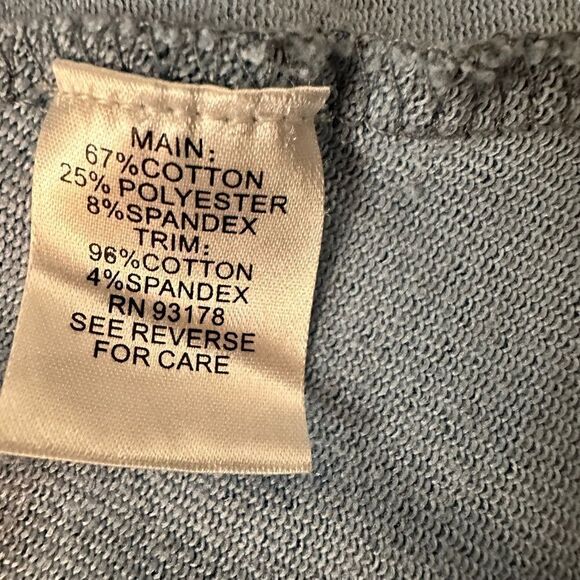 MAIN:
67%COTTON
25% POLYESTER
8%SPANDEX
TRIM:
96%COTTON
4%SPANDEX
RN 93178
SEE REVERSE
FOR CARE